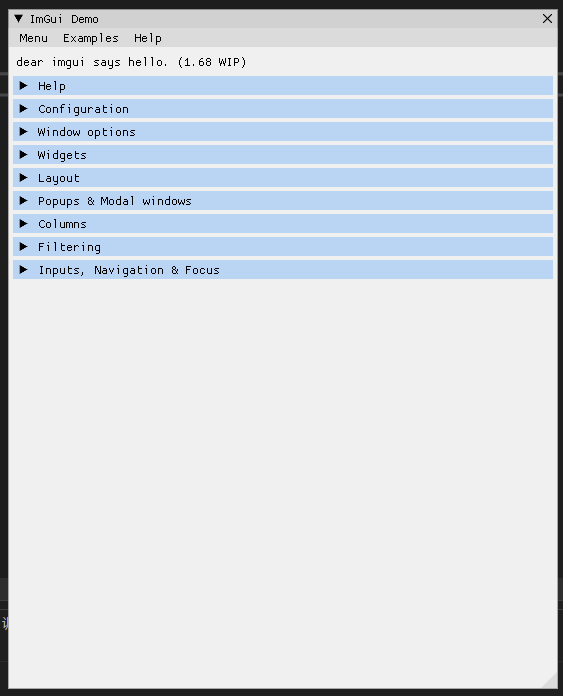 ImGui Demo
Menu Examples Help
dear imgui says hello. (1.68 WIP)
Help
Configuration
Window options
Widgets
Layout
Popups & Modal windows
Columns
Filtering
Inputs, Navigation & Focus